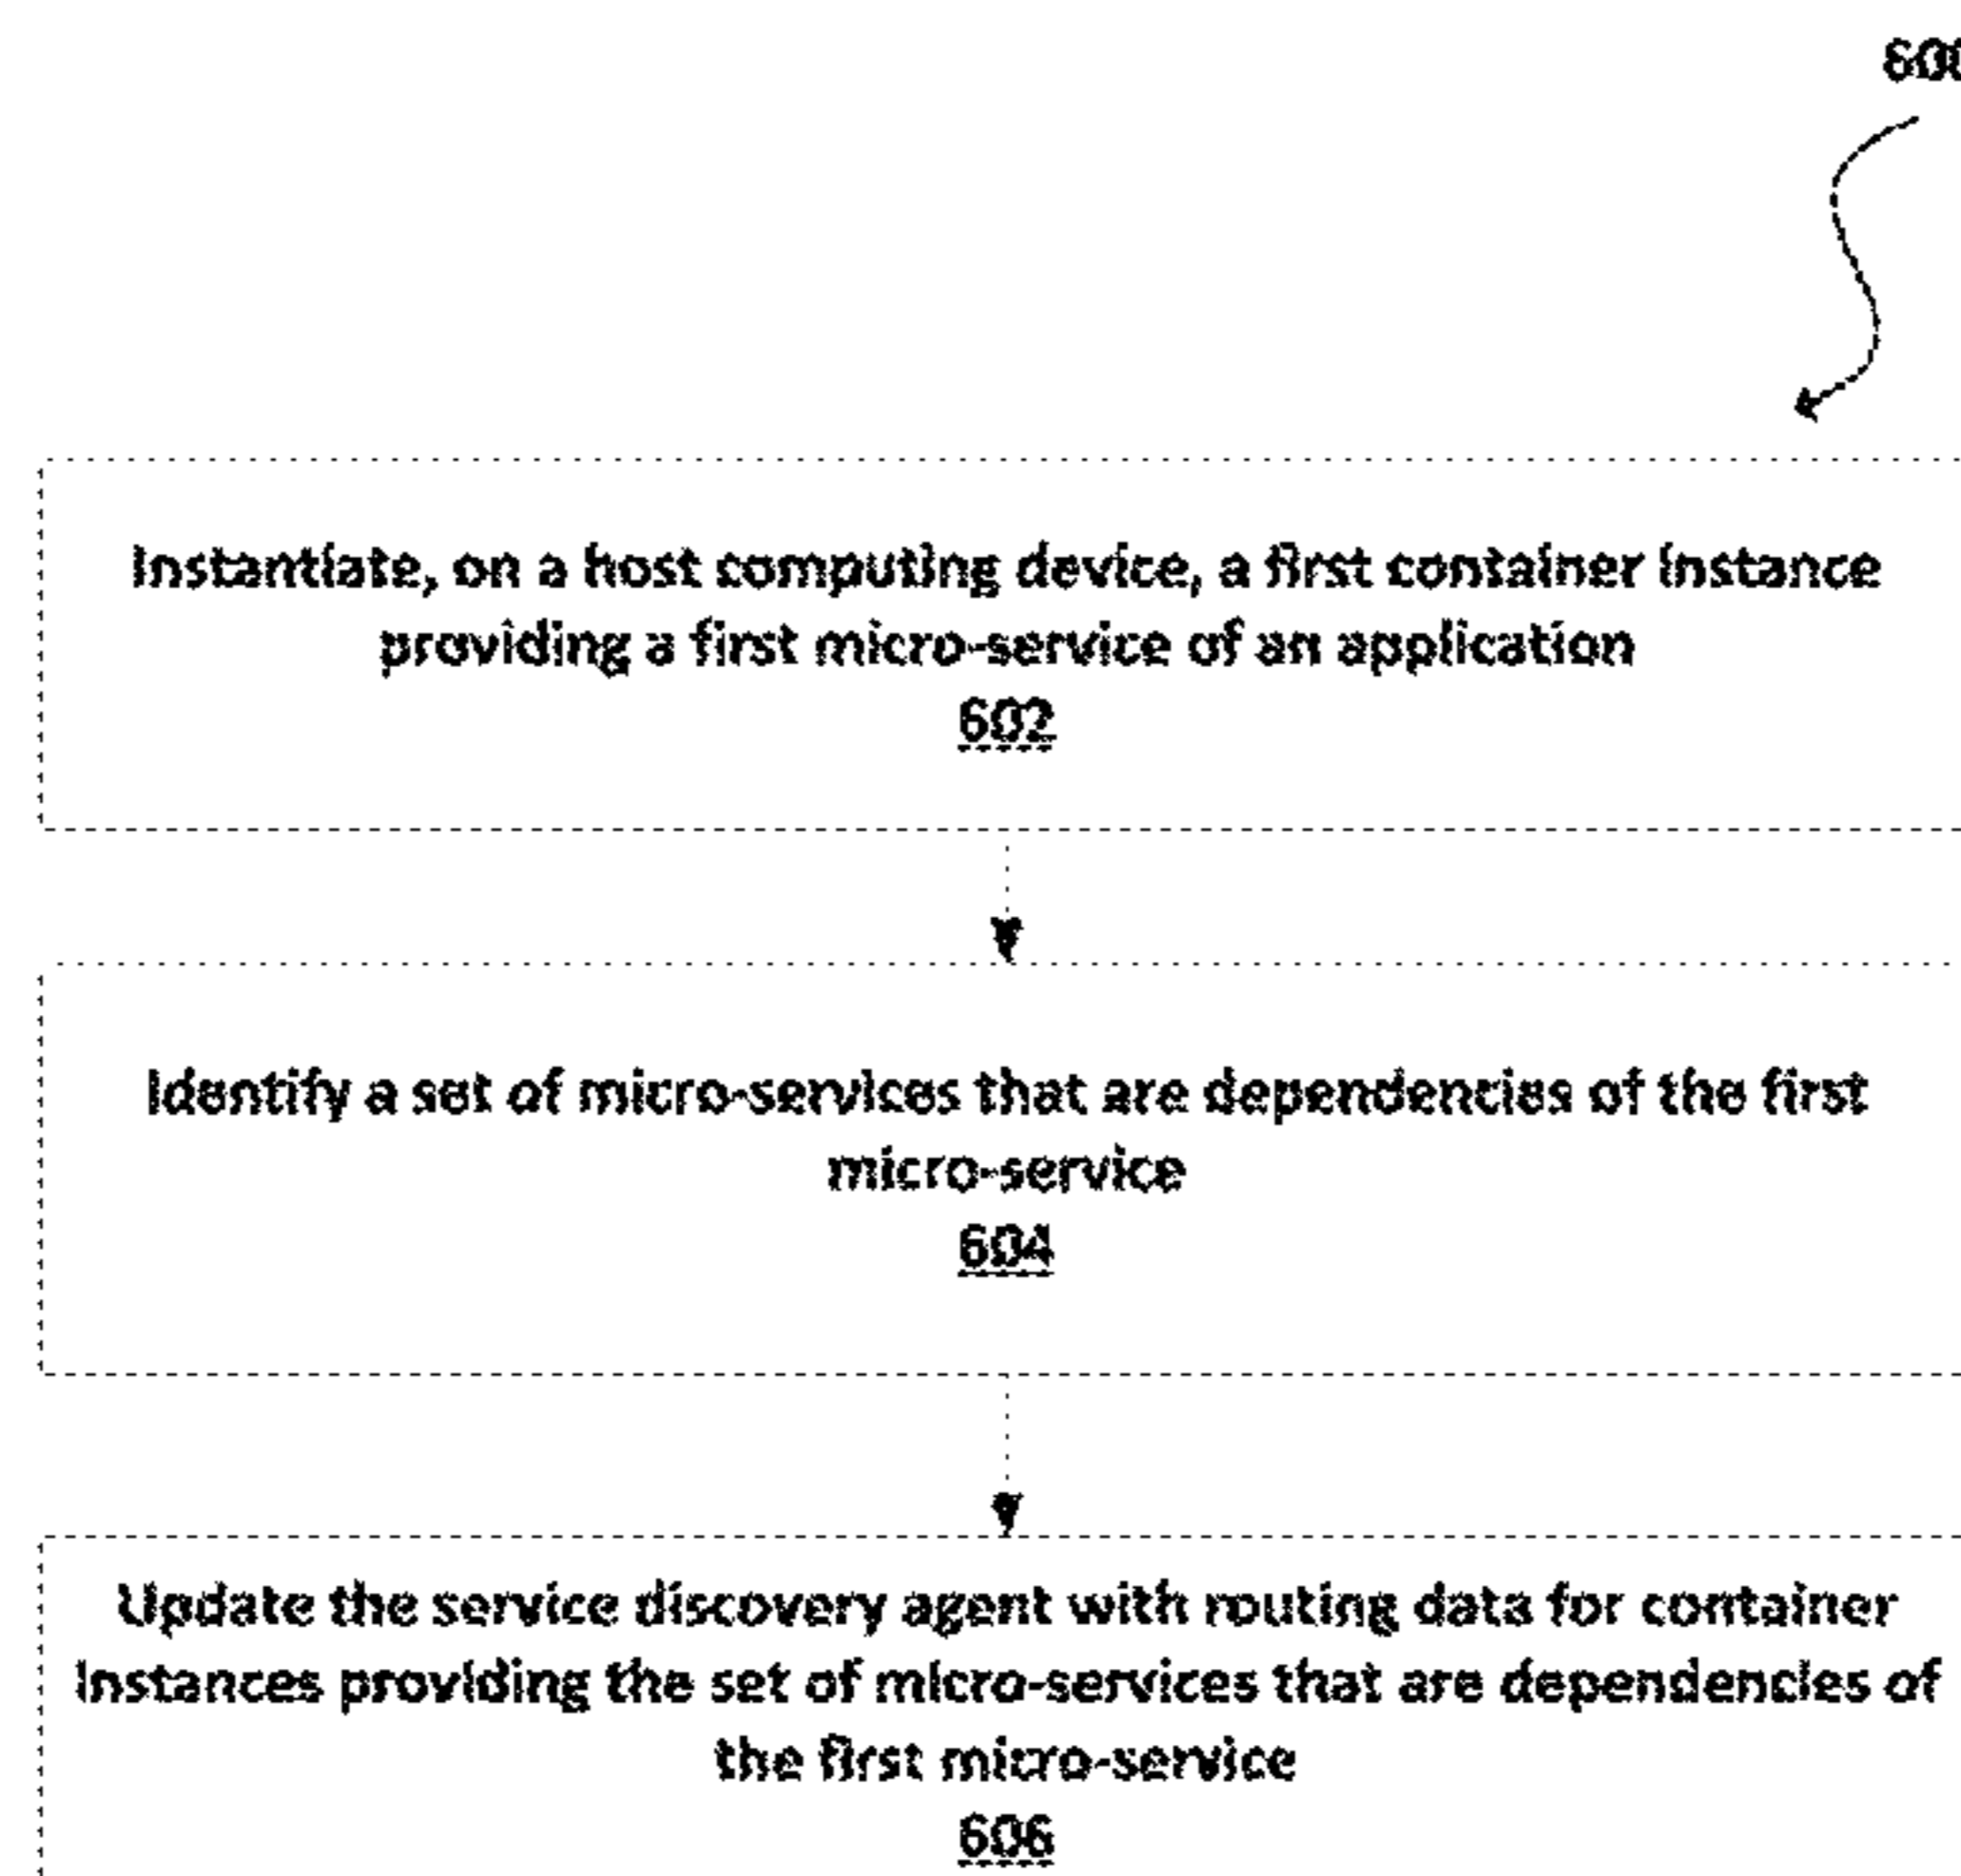 600
Instantiate, on a host computing device, a first container instance
providing a first micro-service of an application
602
Identify a set of micro-services that are dependencies of the first
micro-service
604
Update the service discovery agent with routing data for container
instances providing the set of micro-services that are dependencies of
the first micro-service
606